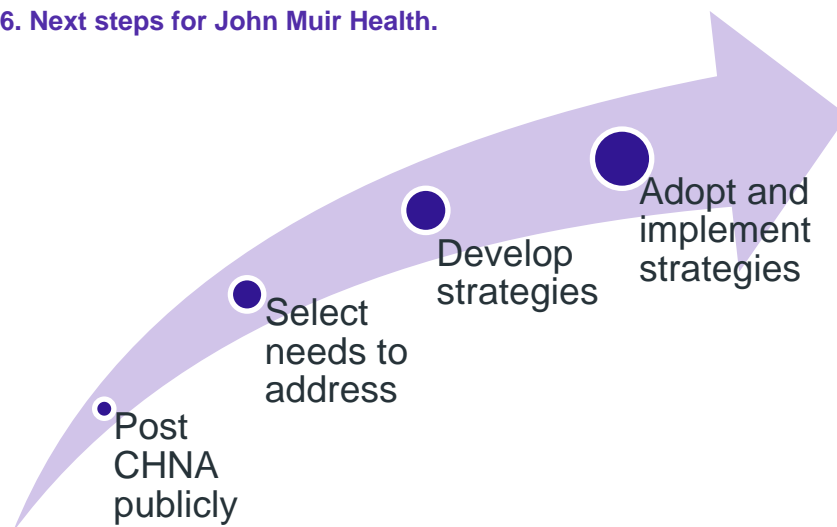 6. Next steps for John Muir Health.
Post
CHNA
publicly
Select
needs to
address
Develop
strategies
Adopt and
implement
strategies